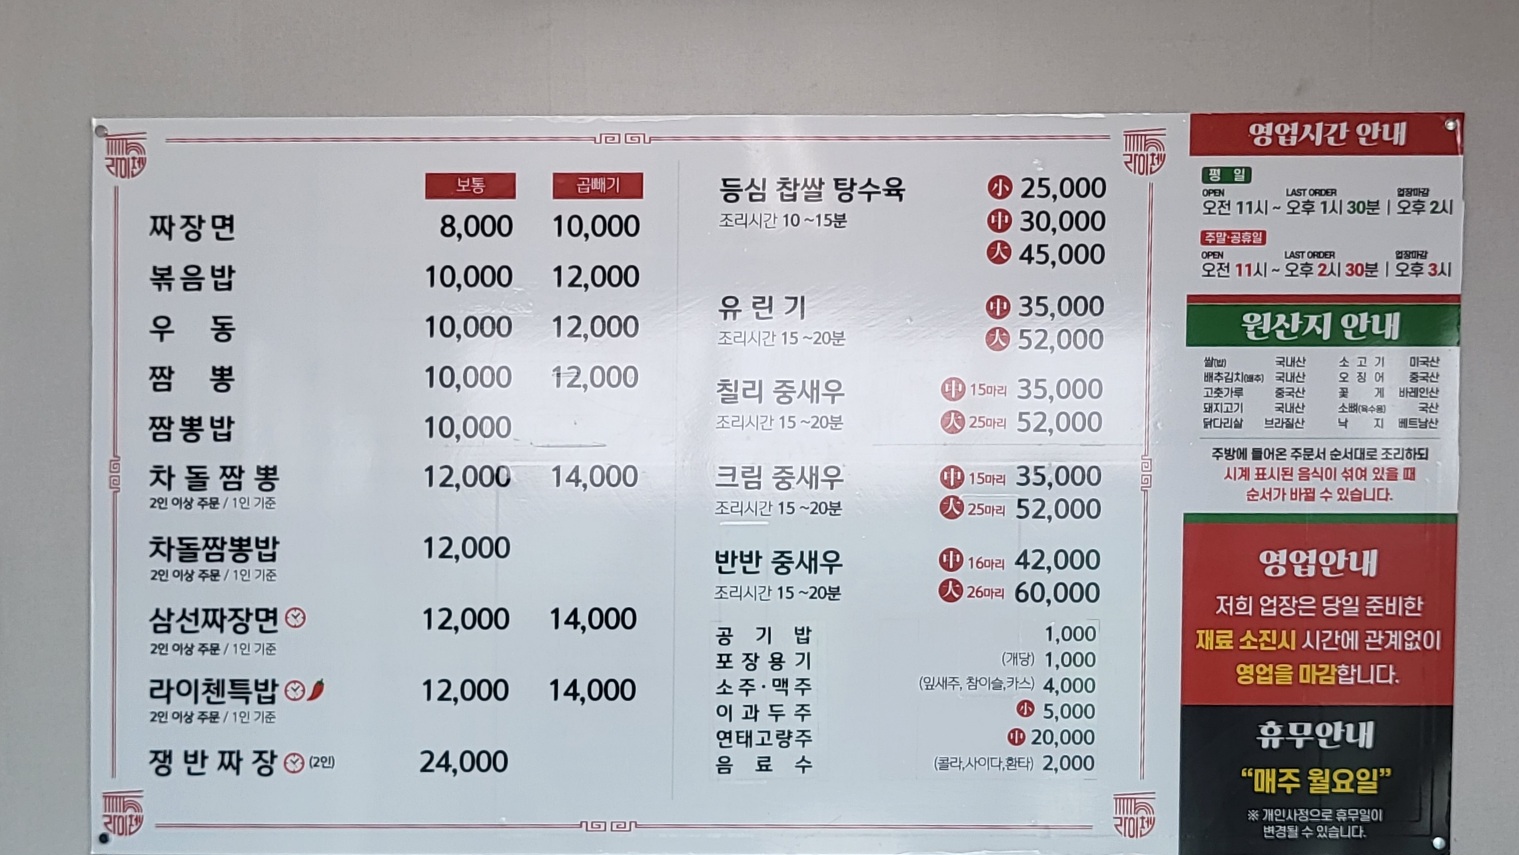 라이첸
라이첸
보통 곱빼기
짜장면 8,000 10,000
볶음밥 10,000 12,000
우 동 10,000 12,000
짬 뽕 10,000 12,000
짬뽕밥 10,000
차돌짬뽕 12,000 14,000
2인 이상 주문 / 1인 기준
차돌짬뽕밥 12,000
2인 이상 주문 / 1인 기준
삼선짜장면 12,000 14,000
2인 이상 주문 / 1인 기준
라이첸특밥 12,000 14,000
2인 이상 주문 / 1인 기준
쟁반짜장 (2인) 24,000
등심 찹쌀 탕수육 小 25,000
조리시간 10 ~15분 中 30,000
大 45,000
유린기 中 35,000
조리시간 15 ~20분 大 52,000
칠리 중새우 中 15마리 35,000
조리시간 15 ~20분 大 25마리 52,000
크림 중새우 中 15마리 35,000
조리시간 15 ~20분 大 25마리 52,000
반반 중새우 中 16마리 42,000
조리시간 15 ~20분 大 26마리 60,000
공 기 밥 1,000
포장용기 (개당) 1,000
소주·맥주 (잎새주, 참이슬,카스) 4,000
이과두주 小 5,000
연태고량주 中 20,000
음 료 수 (콜라,사이다,환타) 2,000
라이첸
라이첸
영업시간 안내
평 일
OPEN LAST ORDER 업장마감
오전 11시 ~ 오후 1시 30분 | 오후 2시
주말·공휴일
OPEN LAST ORDER 업장마감
오전 11시 ~ 오후 2시 30분 | 오후 3시
원산지 안내
쌀(밥) 국내산 소 고 기 미국산
배추김치(배추) 국내산 오 징 어 중국산
고춧가루 중국산 꽃 게 바레인산
돼지고기 국내산 소뼈(육수용) 국산
닭다리살 브라질산 낙 지 베트남산
주방에 들어온 주문서 순서대로 조리하되
시계 표시된 음식이 섞여 있을 때
순서가 바뀔 수 있습니다.
영업안내
저희 업장은 당일 준비한
재료 소진시 시간에 관계없이
영업을 마감합니다.
휴무안내
“매주 월요일”
※ 개인사정으로 휴무일이
변경될 수 있습니다.